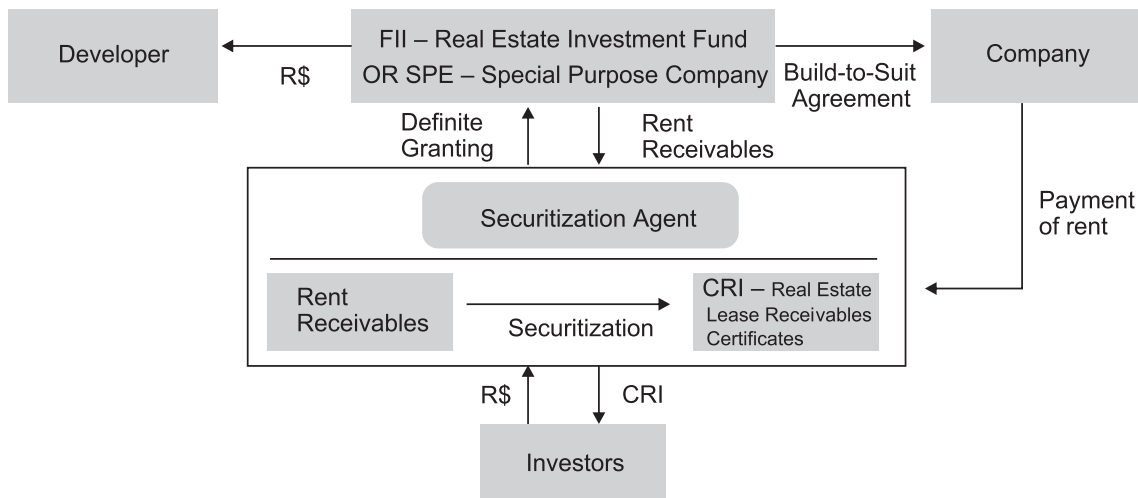 Developer
R$
FII – Real Estate Investment Fund
OR SPE – Special Purpose Company
Build-to-Suit
Agreement
Company
Definite
Granting
Rent
Receivables
Payment
of rent
Securitization Agent
Rent
Receivables
Securitization
CRI – Real Estate
Lease Receivables
Certificates
R$
CRI
Investors